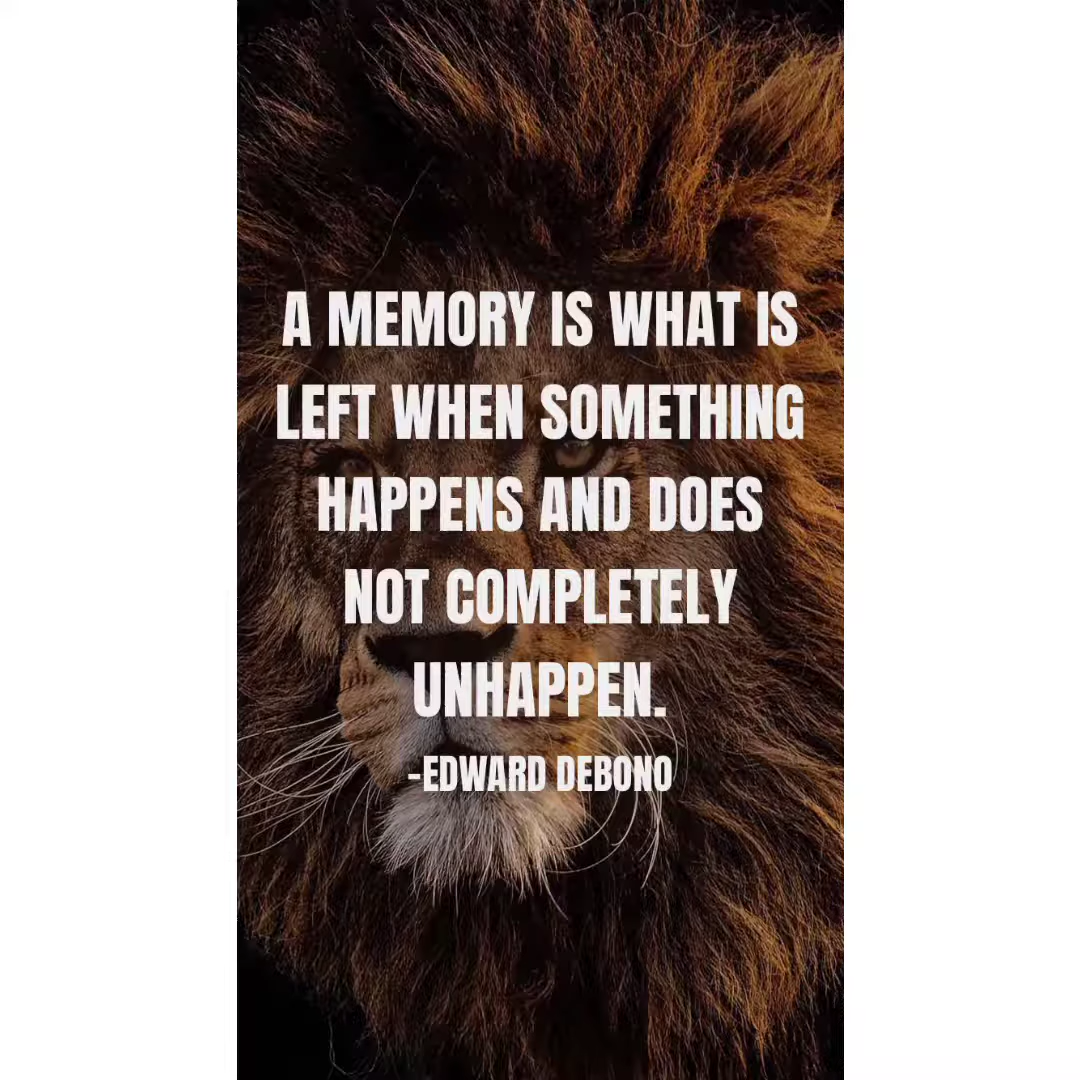 A MEMORY IS WHAT IS
LEFT WHEN SOMETHING
HAPPENS AND DOES
NOT COMPLETELY
UNHAPPEN.
-EDWARD DEBONO